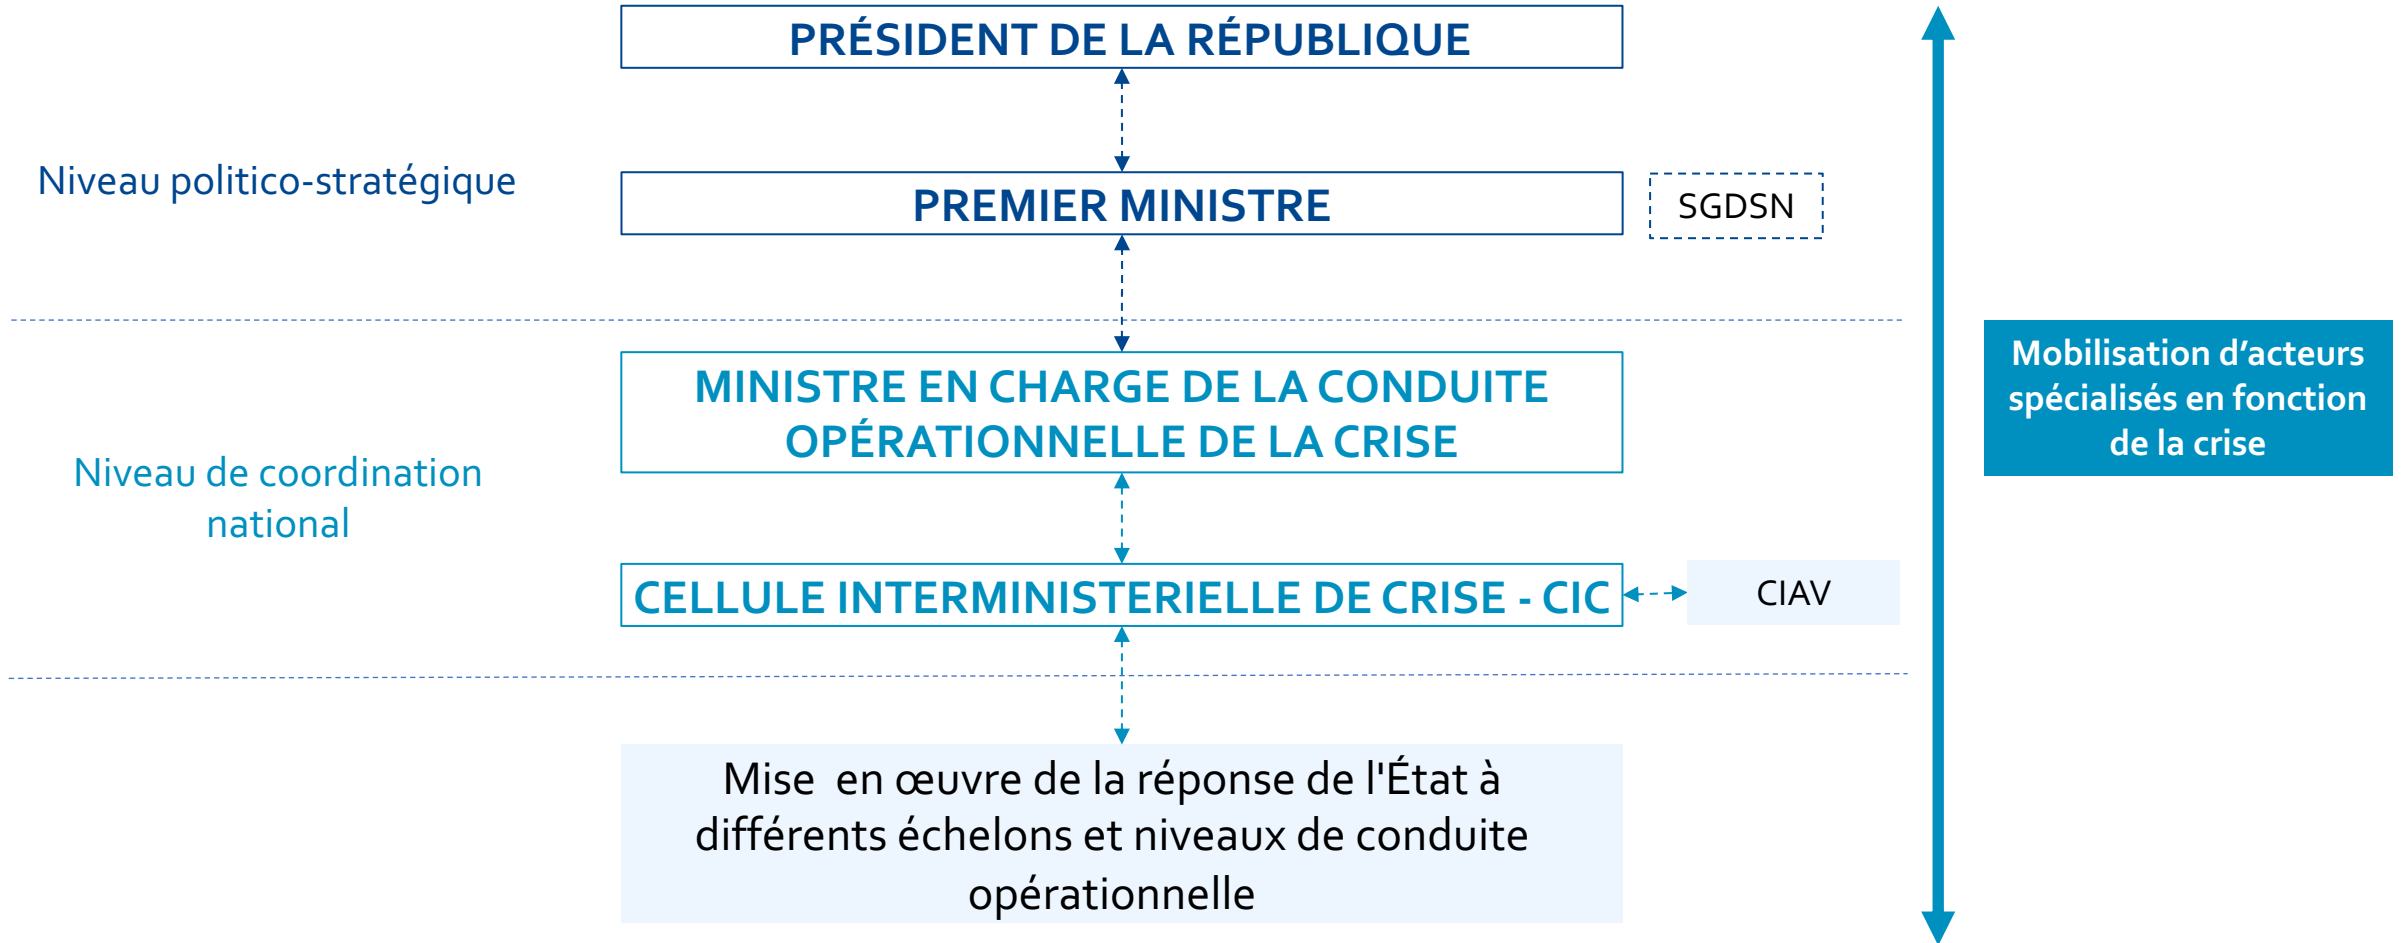 PRÉSIDENT DE LA RÉPUBLIQUE
Niveau politico-stratégique
PREMIER MINISTRE
SGDSN
MINISTRE EN CHARGE DE LA CONDUITE
OPÉRATIONNELLE DE LA CRISE
Mobilisation d’acteurs
spécialisés en fonction
de la crise
Niveau de coordination
national
CELLULE INTERMINISTERIELLE DE CRISE - CIC
CIAV
Mise  en œuvre de la réponse de l'État à
différents échelons et niveaux de conduite
opérationnelle